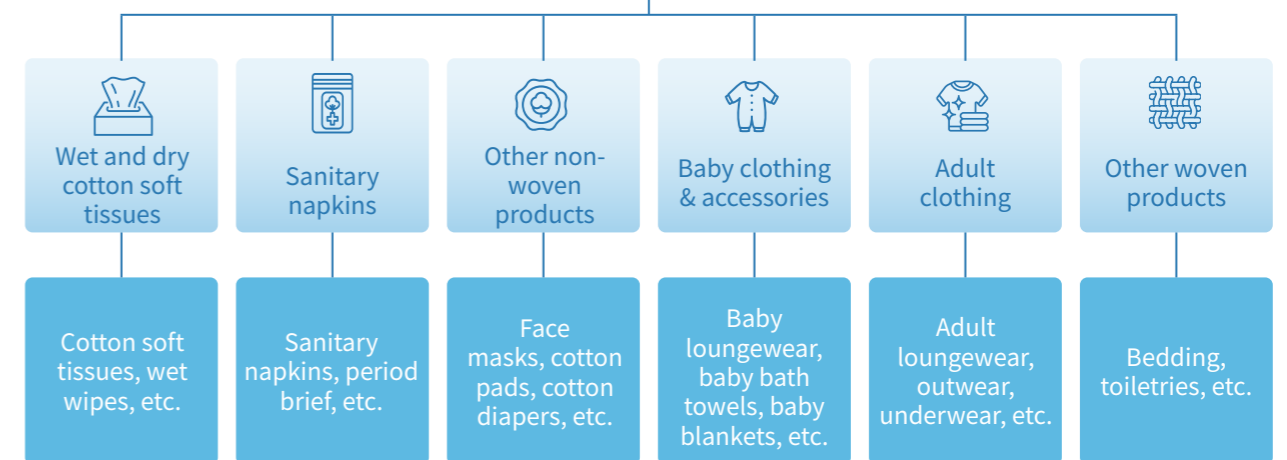 Wet and dry
cotton soft
tissues
Sanitary
napkins
Other non-
woven
products
Baby clothing
& accessories
Adult
clothing
Other woven
products
Cotton soft
tissues, wet
wipes, etc.
Sanitary
napkins, period
brief, etc.
Face
masks, cotton
pads, cotton
diapers, etc.
Baby
loungewear,
baby bath
towels, baby
blankets, etc.
Adult
loungewear,
outwear,
underwear, etc.
Bedding,
toiletries, etc.